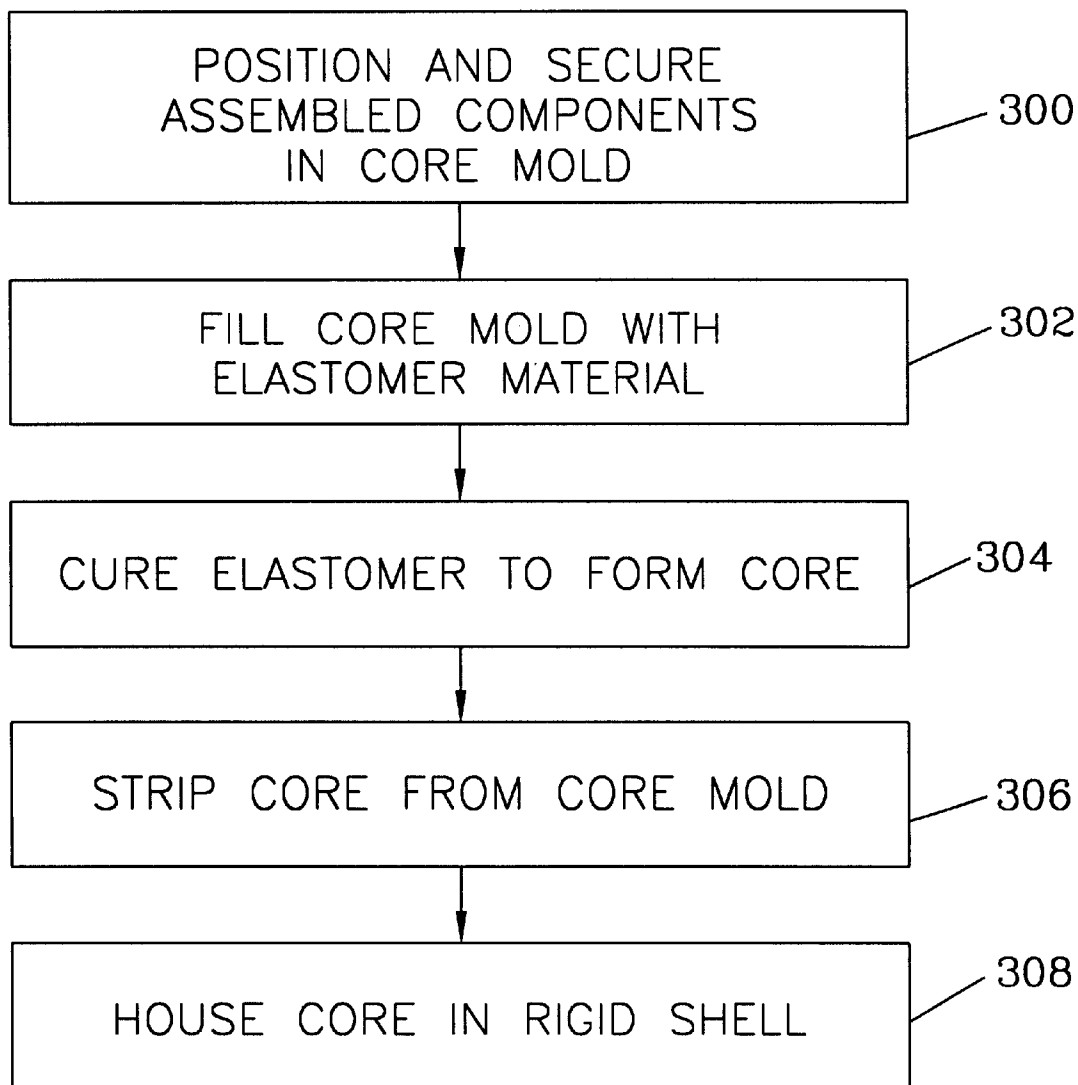 POSITION AND SECURE
ASSEMBLED COMPONENTS
IN CORE MOLD
300
FILL CORE MOLD WITH
ELASTOMER MATERIAL
302
CURE ELASTOMER TO FORM CORE
304
STRIP CORE FROM CORE MOLD
306
HOUSE CORE IN RIGID SHELL
308